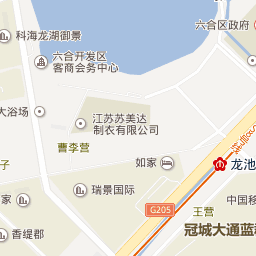 六合区政府
科海龙湖御景
六合开发区
客商会务中心
大浴场
江苏苏美达
制衣有限公司
曹李营
子
如家
龙池
瑞景国际
中国移
G205
王营
冠城大通蓝
香缇郡